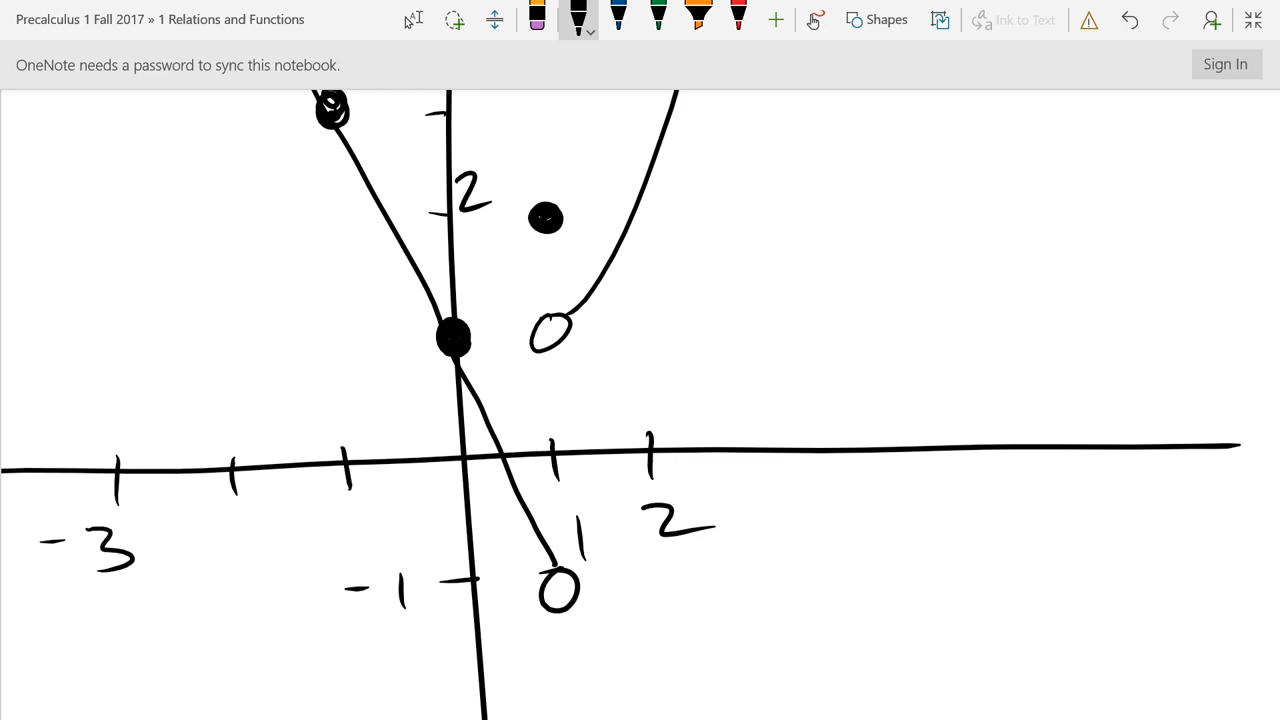 Precalculus 1 Fall 2017 » 1 Relations and Functions
Shapes
Ink to Text
OneNote needs a password to sync this notebook.
Sign In
2
-3
-1
1
2